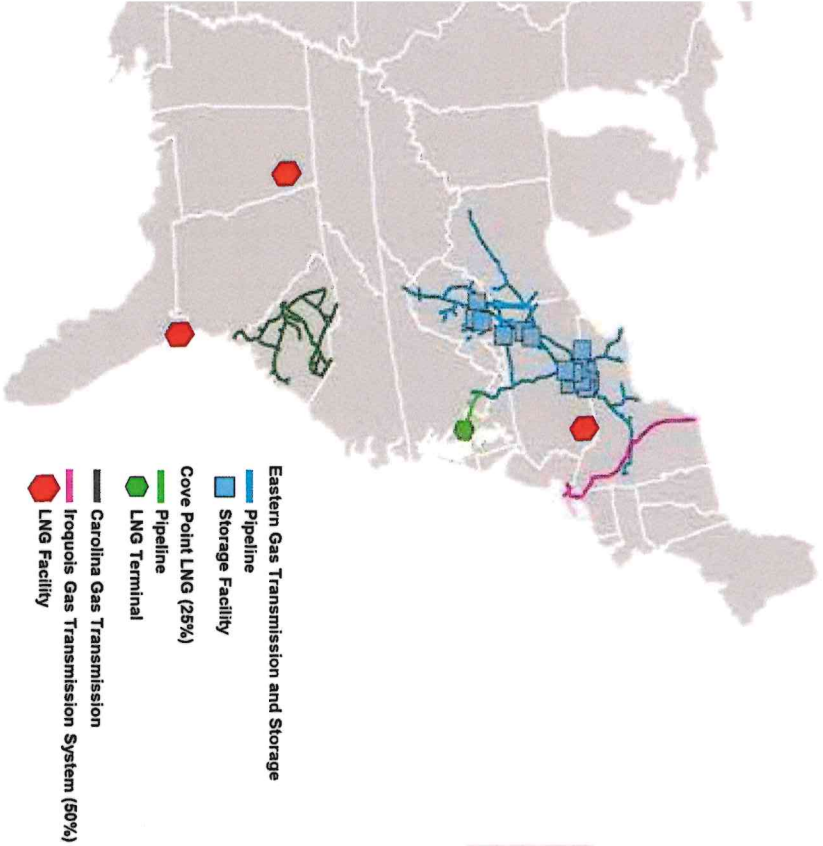 Eastern Gas Transmission and Storage
Pipeline
Storage Facility
Cove Point LNG (25%)
Pipeline
LNG Terminal
Carolina Gas Transmission
Iroquois Gas Transmission System (50%)
LNG Facility